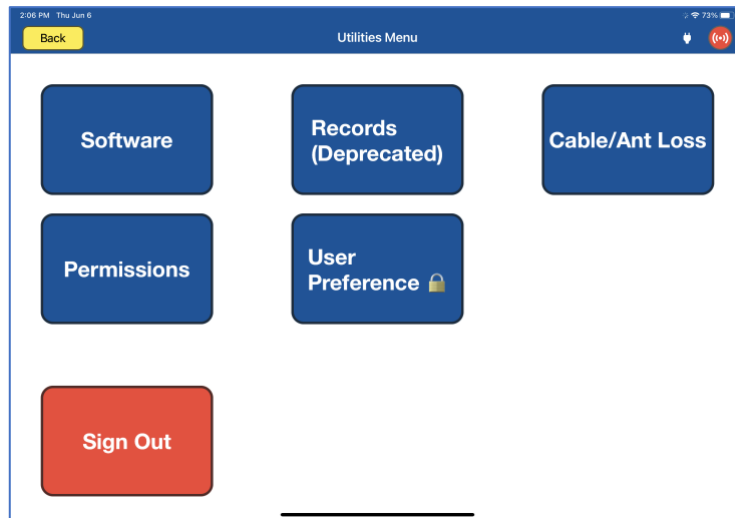 2:06 PM Thu Jun 6
73%
Back
Utilities Menu
Software
Records
(Deprecated)
Cable/Ant Loss
Permissions
User
Preference 🔒
Sign Out